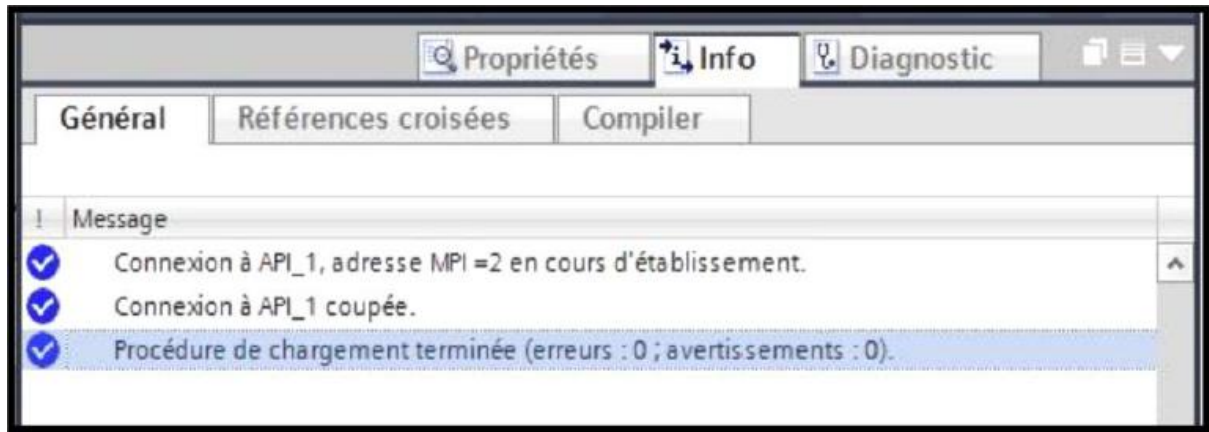 Propriétés Info Diagnostic
Général Références croisées Compiler
! Message
Connexion à API_1, adresse MPI =2 en cours d'établissement.
Connexion à API_1 coupée.
Procédure de chargement terminée (erreurs : 0 ; avertissements : 0).